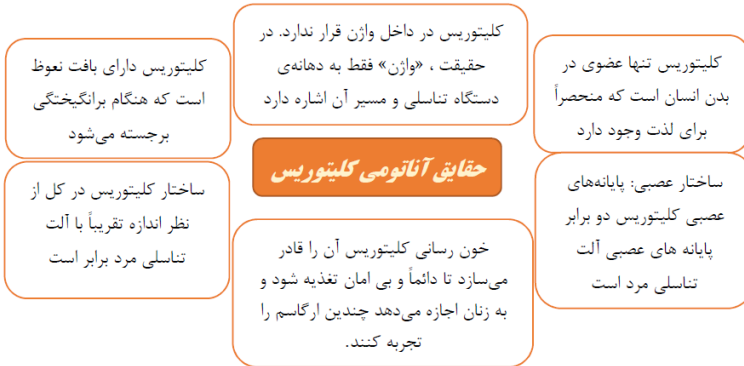 کلیتوریس تنها عضوی در
بدن انسان است که منحصراً
برای لذت وجود دارد
کلیتوریس در داخل واژن قرار ندارد. در
حقیقت ، «واژن» فقط به دهانه‌ی
دستگاه تناسلی و مسیر آن اشاره دارد
کلیتوریس دارای بافت نعوظ
است که هنگام برانگیختگی
برجسته می‌شود
حقایق آناتومی کلیتوریس
ساختار عصبی: پایانه‌های
عصبی کلیتوریس دو برابر
پایانه های عصبی آلت
تناسلی مرد است
خون رسانی کلیتوریس آن را قادر
می‌سازد تا دائماً و بی امان تغذیه شود و
به زنان اجازه می‌دهد چندین ارگاسم را
تجربه کنند.
ساختار کلیتوریس در کل از
نظر اندازه تقریباً با آلت
تناسلی مرد برابر است